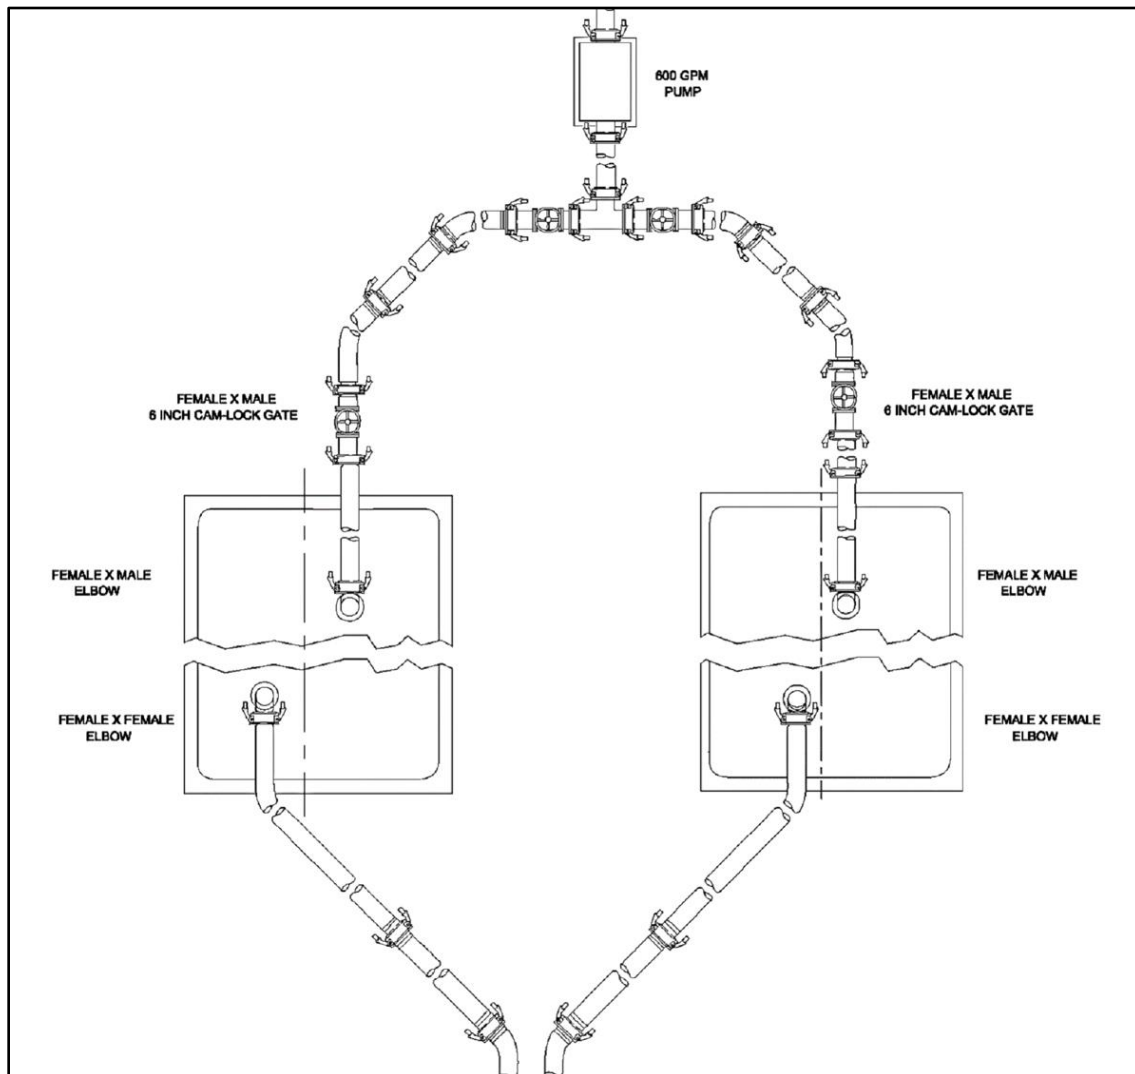 600 GPM
PUMP
FEMALE X MALE
6 INCH CAM-LOCK GATE
FEMALE X MALE
6 INCH CAM-LOCK GATE
FEMALE X MALE
ELBOW
FEMALE X MALE
ELBOW
FEMALE X FEMALE
ELBOW
FEMALE X FEMALE
ELBOW